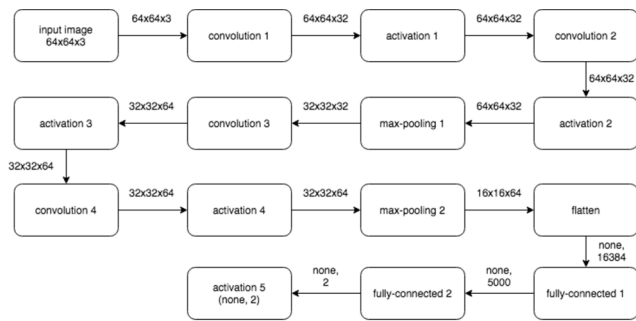 input image
64x64x3
64x64x3
convolution 1
64x64x32
activation 1
64x64x32
convolution 2
64x64x32
activation 2
64x64x32
max-pooling 1
32x32x32
convolution 3
32x32x64
activation 3
32x32x64
convolution 4
32x32x64
activation 4
32x32x64
max-pooling 2
16x16x64
flatten
none,
16384
fully-connected 1
none,
5000
fully-connected 2
none,
2
activation 5
(none, 2)